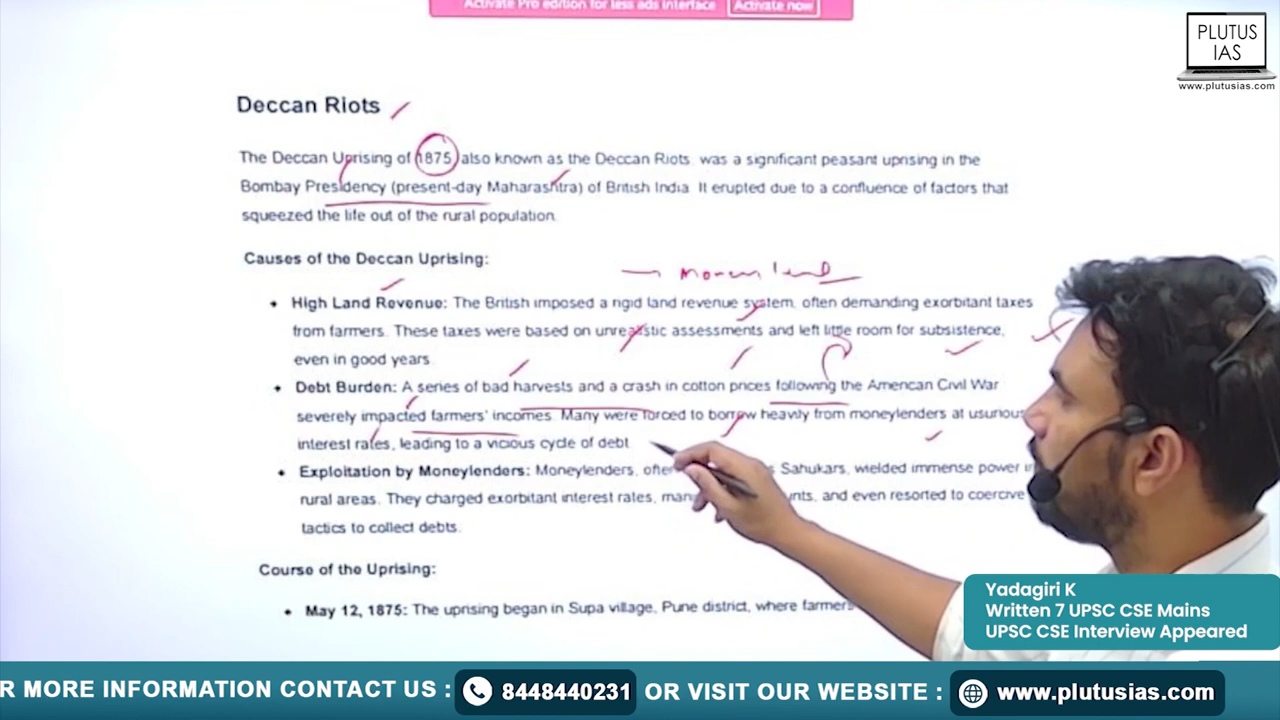 Activate Pro edition for less ads interface Activate now
PLUTUS
IAS
www.plutusias.com
Deccan Riots
The Deccan Uprising of 1875 also known as the Deccan Riots, was a significant peasant uprising in the
Bombay Presidency (present-day Maharashtra) of British India. It erupted due to a confluence of factors that
squeezed the life out of the rural population.
Causes of the Deccan Uprising:
• High Land Revenue: The British imposed a rigid land revenue system, often demanding exorbitant taxes
from farmers. These taxes were based on unrealistic assessments and left little room for subsistence,
even in good years.
• Debt Burden: A series of bad harvests and a crash in cotton prices following the American Civil War
severely impacted farmers' incomes. Many were forced to borrow heavily from moneylenders at usurious
interest rates, leading to a vicious cycle of debt.
• Exploitation by Moneylenders: Moneylenders, Sahukars, wielded immense power
rural areas. They charged exorbitant interest rates, and even resorted to coercive
tactics to collect debts.
Course of the Uprising:
• May 12, 1875: The uprising began in Supa village, Pune district, where farmers
Yadagiri K
Written 7 UPSC CSE Mains
UPSC CSE Interview Appeared
R MORE INFORMATION CONTACT US : 8448440231 OR VISIT OUR WEBSITE : www.plutusias.com